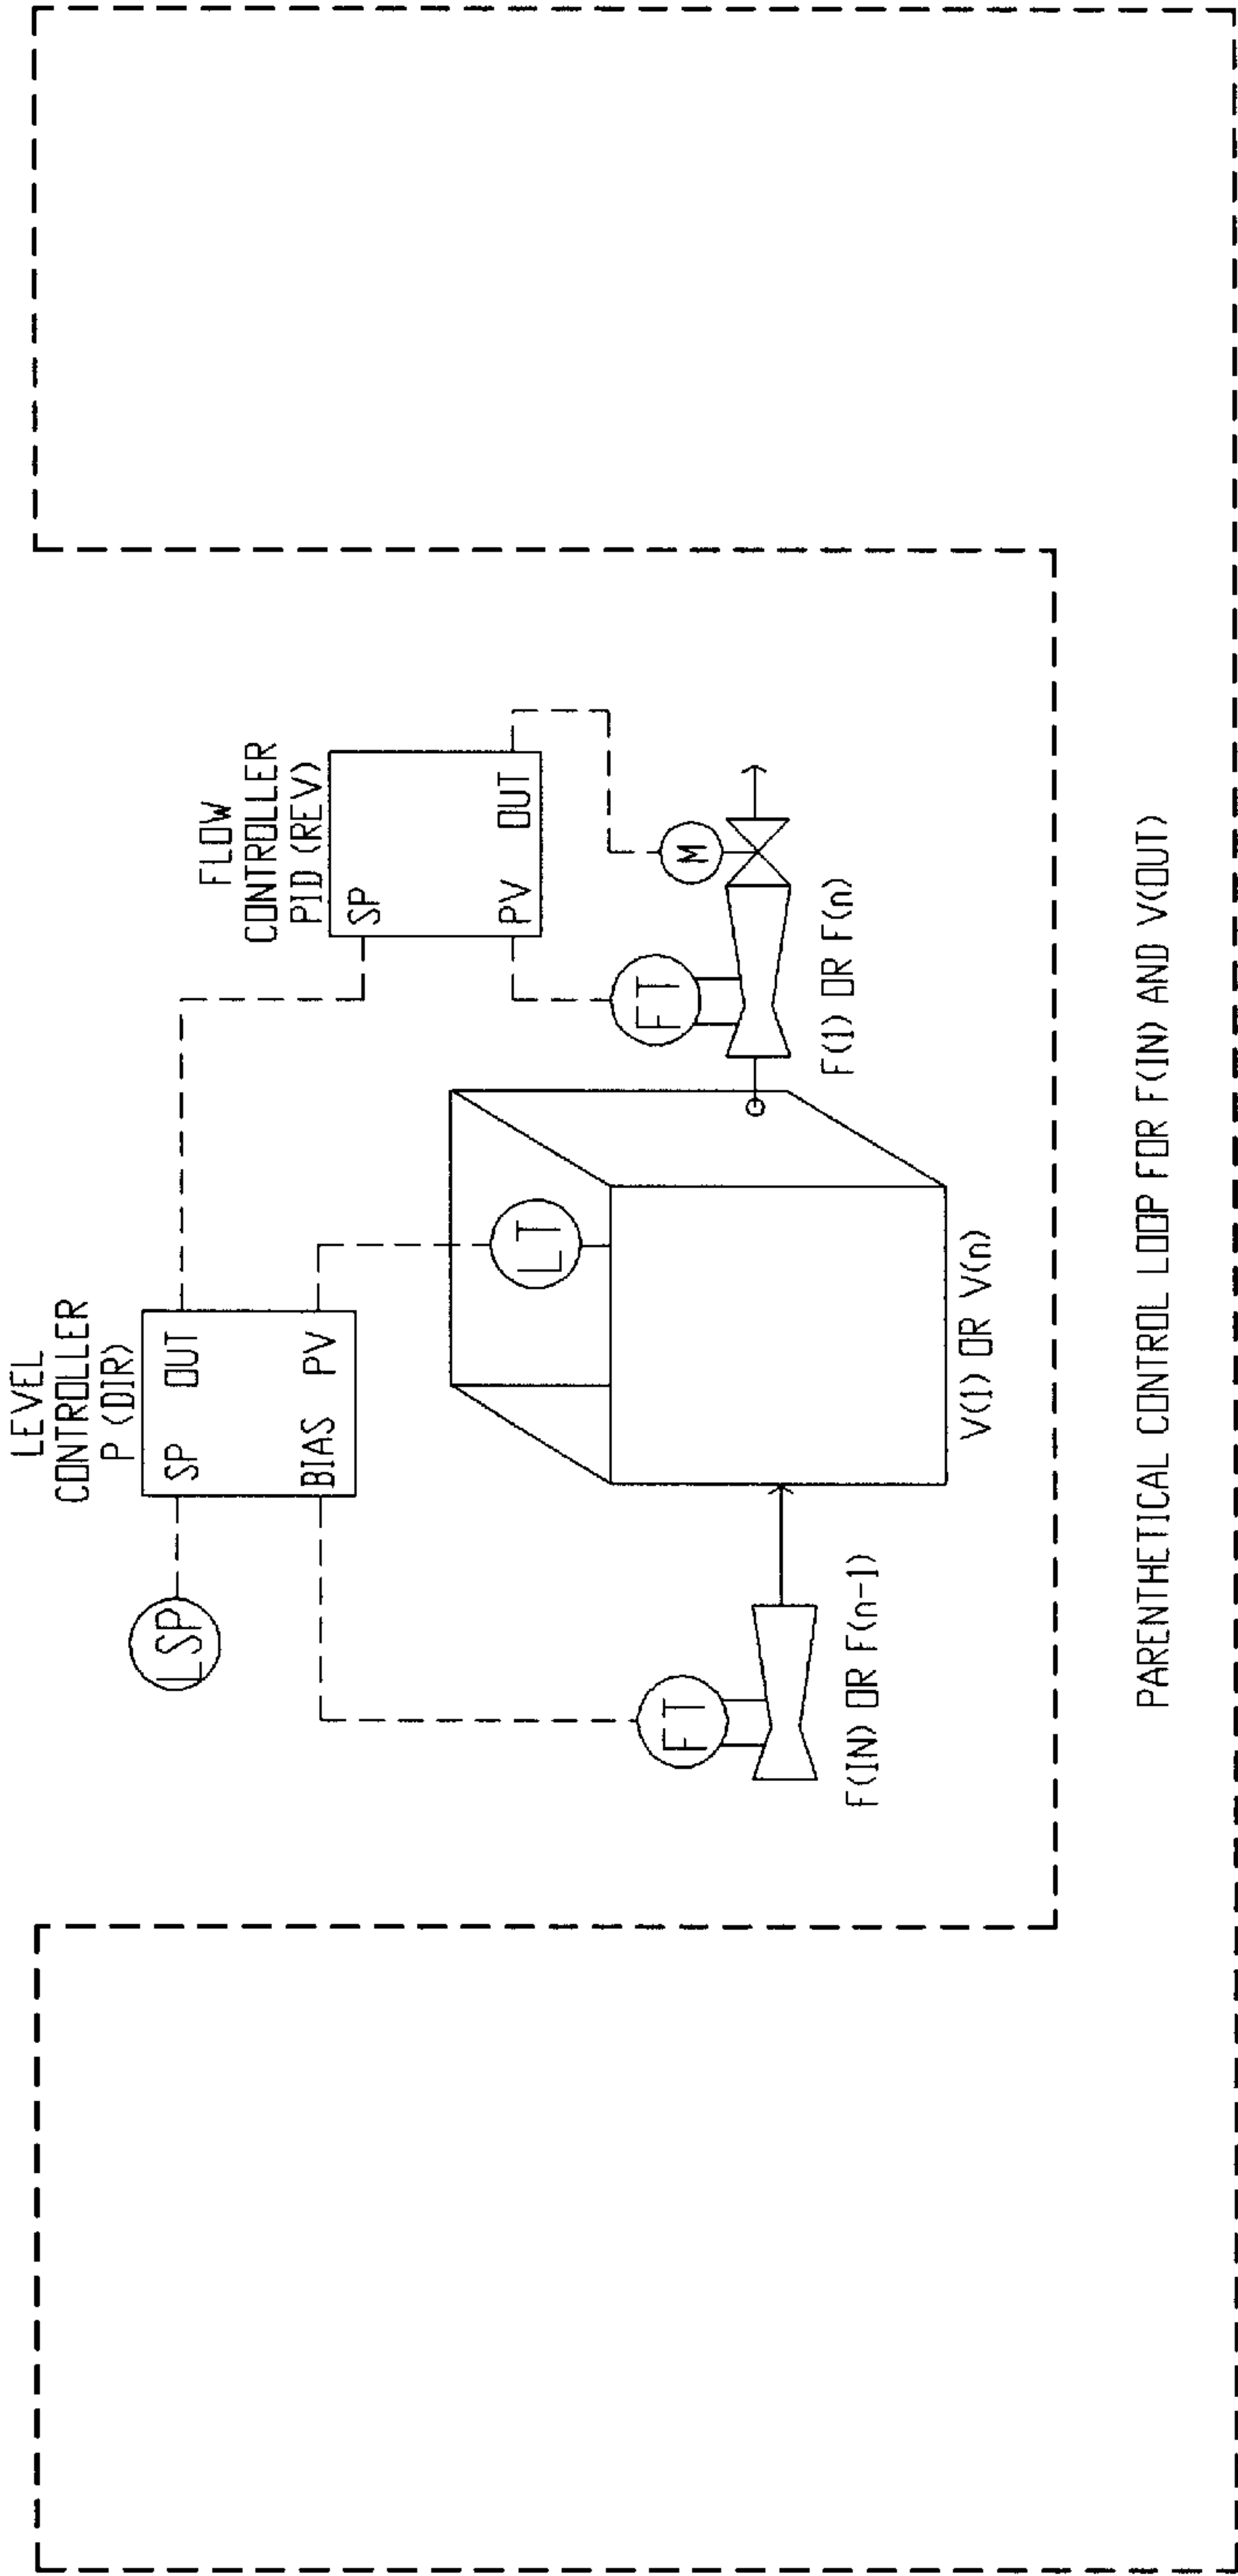 LEVEL
CONTROLLER
P (DIR)
LSP
SP OUT
BIAS PV
FLOW
CONTROLLER
PID (REV)
SP
PV OUT
LT
FT
FT
M
F(IN) OR F(n-1)
V(1) OR V(n)
F(1) OR F(n)
PARENTHETICAL CONTROL LOOP FOR F(IN) AND V(OUT)